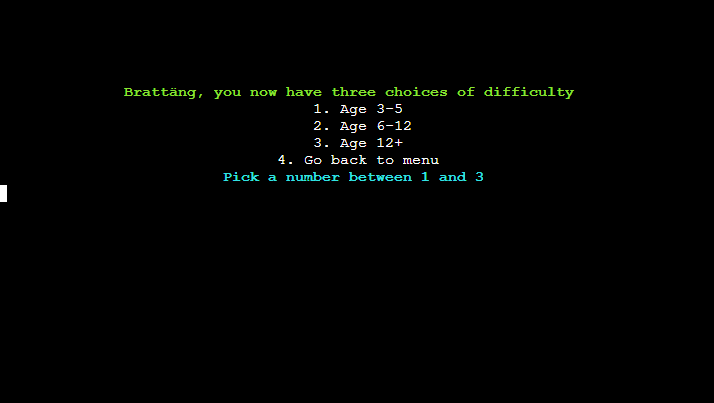 Brattäng, you now have three choices of difficulty
1. Age 3-5
2. Age 6-12
3. Age 12+
4. Go back to menu
Pick a number between 1 and 3